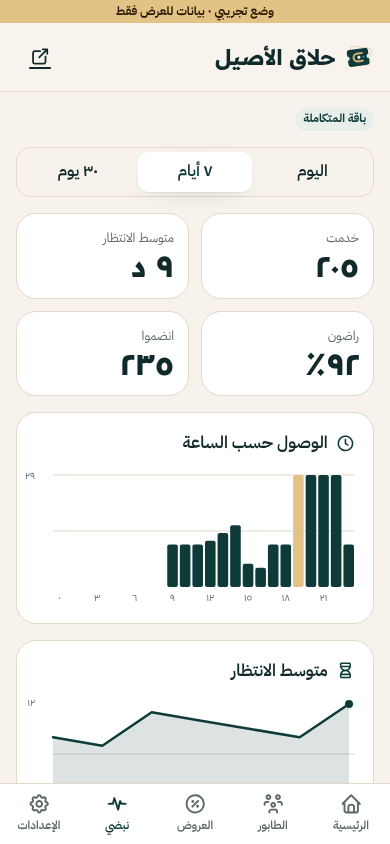 وضع تجريبي · بيانات للعرض فقط
حلاق الأصيل
باقة المتكاملة
اليوم
٧ أيام
٣٠ يوم
خدمت
٢٠٥
متوسط الانتظار
٩ د
راضون
٩٢٪
انضموا
٢٣٥
الوصول حسب الساعة
٢٩
٠ ٣ ٦ ٩ ١٢ ١٥ ١٨ ٢١
متوسط الانتظار
١٢
الرئيسية
الطابور
العروض
نبضي
الإعدادات